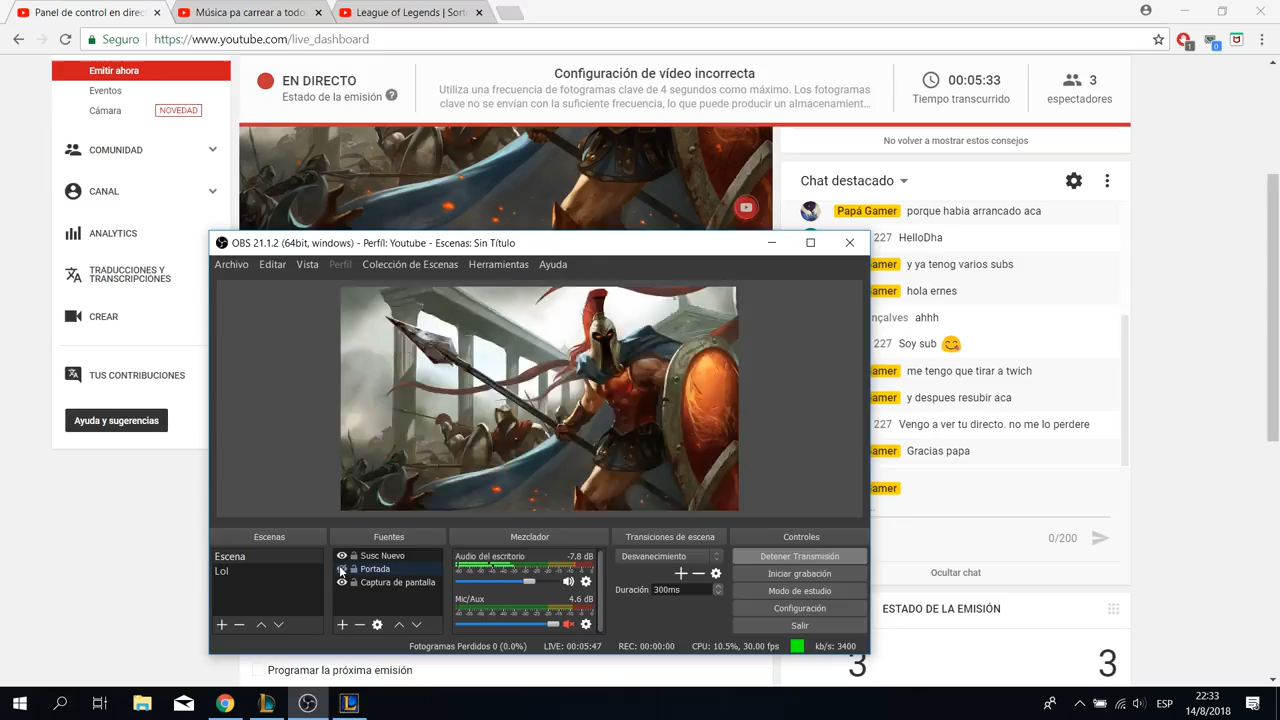 Panel de control en direc
Música pa carrear a todo
League of Legends | Sort
Seguro
https://www.youtube.com/live_dashboard
Emitir ahora
Eventos
Cámara
NOVEDAD
COMUNIDAD
CANAL
ANALYTICS
TRADUCCIONES Y
TRANSCRIPCIONES
CREAR
TUS CONTRIBUCIONES
Ayuda y sugerencias
EN DIRECTO
Estado de la emisión
Configuración de vídeo incorrecta
Utiliza una frecuencia de fotogramas clave de 4 segundos como máximo. Los fotogramas
clave no se envían con la suficiente frecuencia, lo que puede producir un almacenamient...
00:05:33
Tiempo transcurrido
3
espectadores
No volver a mostrar estos consejos
Chat destacado
Papá Gamer porque habia arrancado aca
227 HelloDha
amer y ya tenog varios subs
amer hola ernes
nçalves ahhh
227 Soy sub
amer me tengo que tirar a twich
amer y despues resubir aca
227 Vengo a ver tu directo. no me lo perdere
amer Gracias papa
amer
0/200
Ocultar chat
ESTADO DE LA EMISIÓN
3
3
OBS 21.1.2 (64bit, windows) - Perfil: Youtube - Escenas: Sin Título
Archivo Editar Vista Perfil Colección de Escenas Herramientas Ayuda
Escenas
Escena
Lol
Fuentes
Susc Nuevo
Portada
Captura de pantalla
Mezclador
Audio del escritorio
-7.8 dB
Mic/Aux
4.6 dB
Transiciones de escena
Desvanecimiento
Duración 300ms
Controles
Detener Transmisión
Iniciar grabación
Modo de estudio
Configuración
Salir
Fotogramas Perdidos 0 (0.0%) LIVE: 00:05:47 REC: 00:00:00 CPU: 10.5%, 30.00 fps kb/s: 3400
Programar la próxima emisión
ESP
22:33
14/8/2018